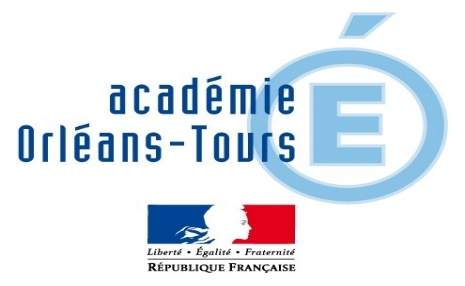 académie
Orléans-Tours
É
Liberté • Égalité • Fraternité
RÉPUBLIQUE FRANÇAISE